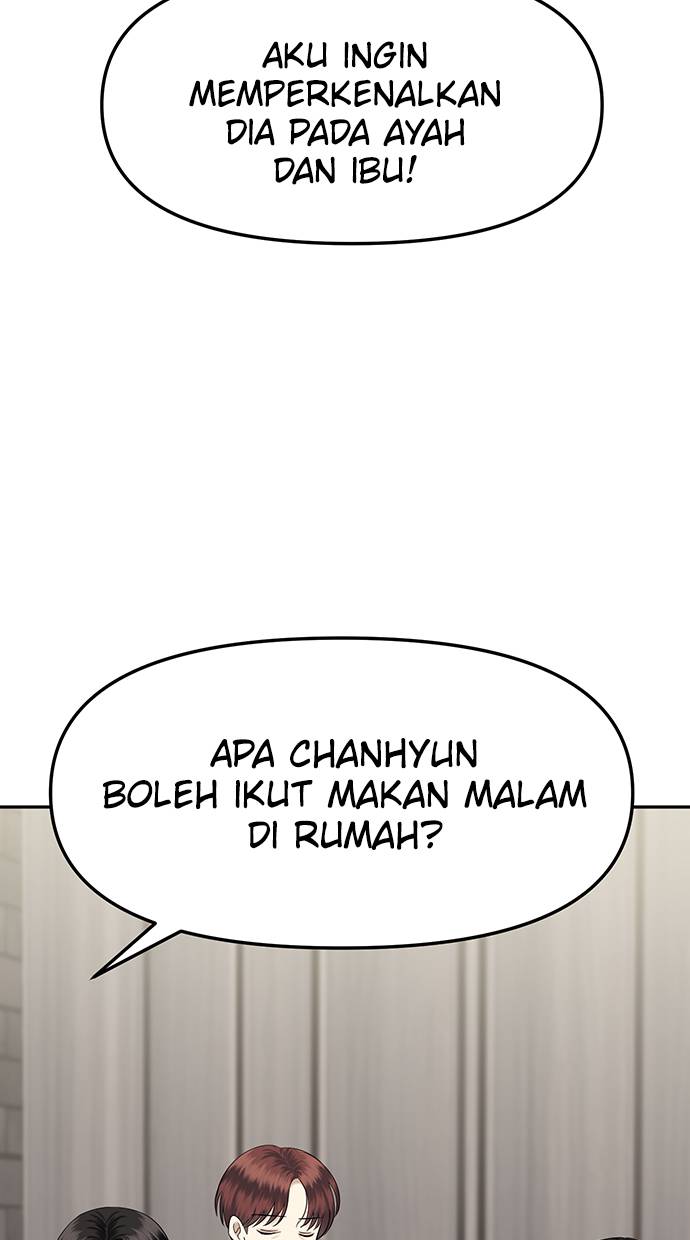 AKU INGIN
MEMPERKENALKAN
DIA PADA AYAH
DAN IBU!
APA CHANHYUN
BOLEH IKUT MAKAN MALAM
DI RUMAH?